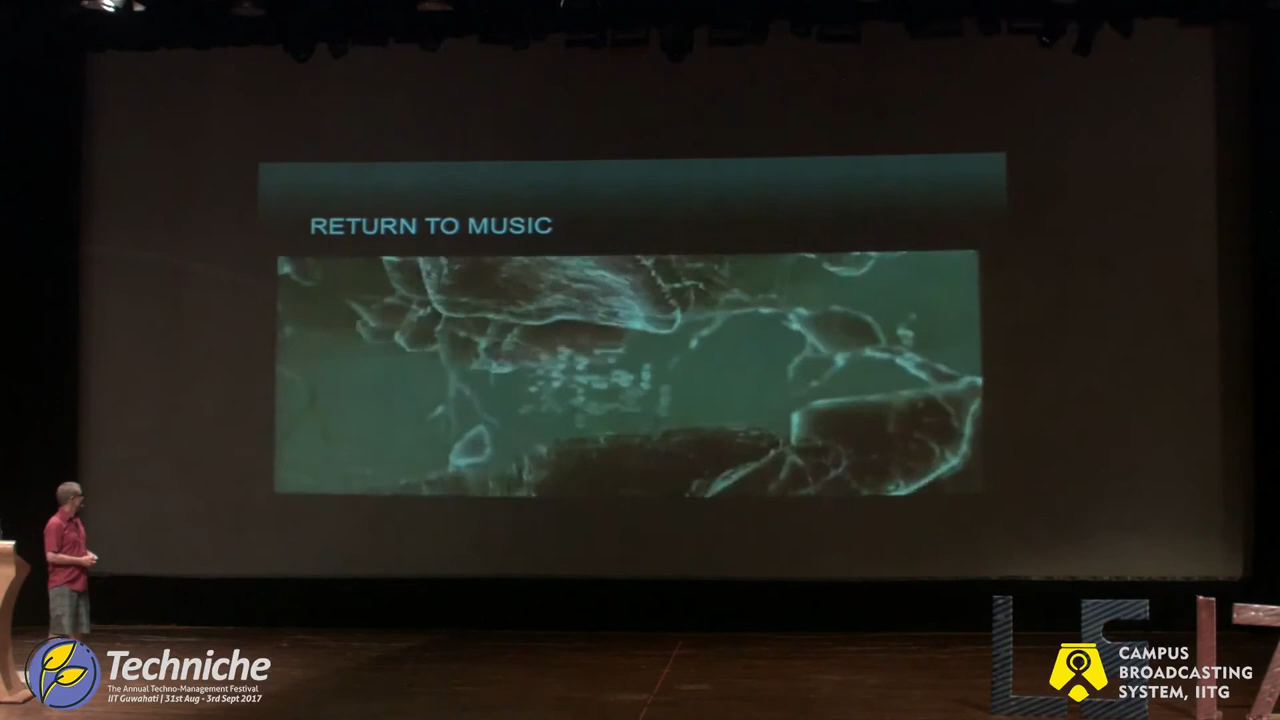 RETURN TO MUSIC
LE17
Techniche
The Annual Techno-Management Festival
IIT Guwahati | 31st Aug - 3rd Sept 2017
CAMPUS
BROADCASTING
SYSTEM, IITG